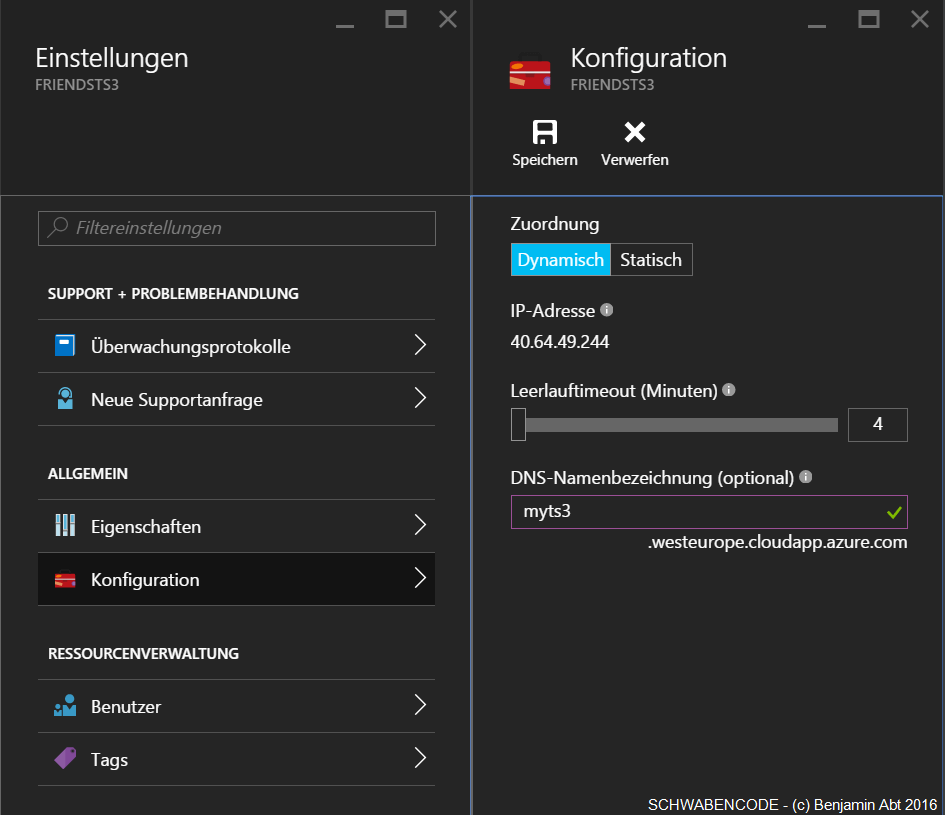 Einstellungen
FRIENDSTS3
Filtereinstellungen
SUPPORT + PROBLEMBEHANDLUNG
Überwachungsprotokolle
Neue Supportanfrage
ALLGEMEIN
Eigenschaften
Konfiguration
RESSOURCENVERWALTUNG
Benutzer
Tags
Konfiguration
FRIENDSTS3
Speichern Verwerfen
Zuordnung
Dynamisch Statisch
IP-Adresse
40.64.49.244
Leerlauftimeout (Minuten)
4
DNS-Namenbezeichnung (optional)
myts3
.westeurope.cloudapp.azure.com
SCHWABENCODE - (c) Benjamin Abt 2016